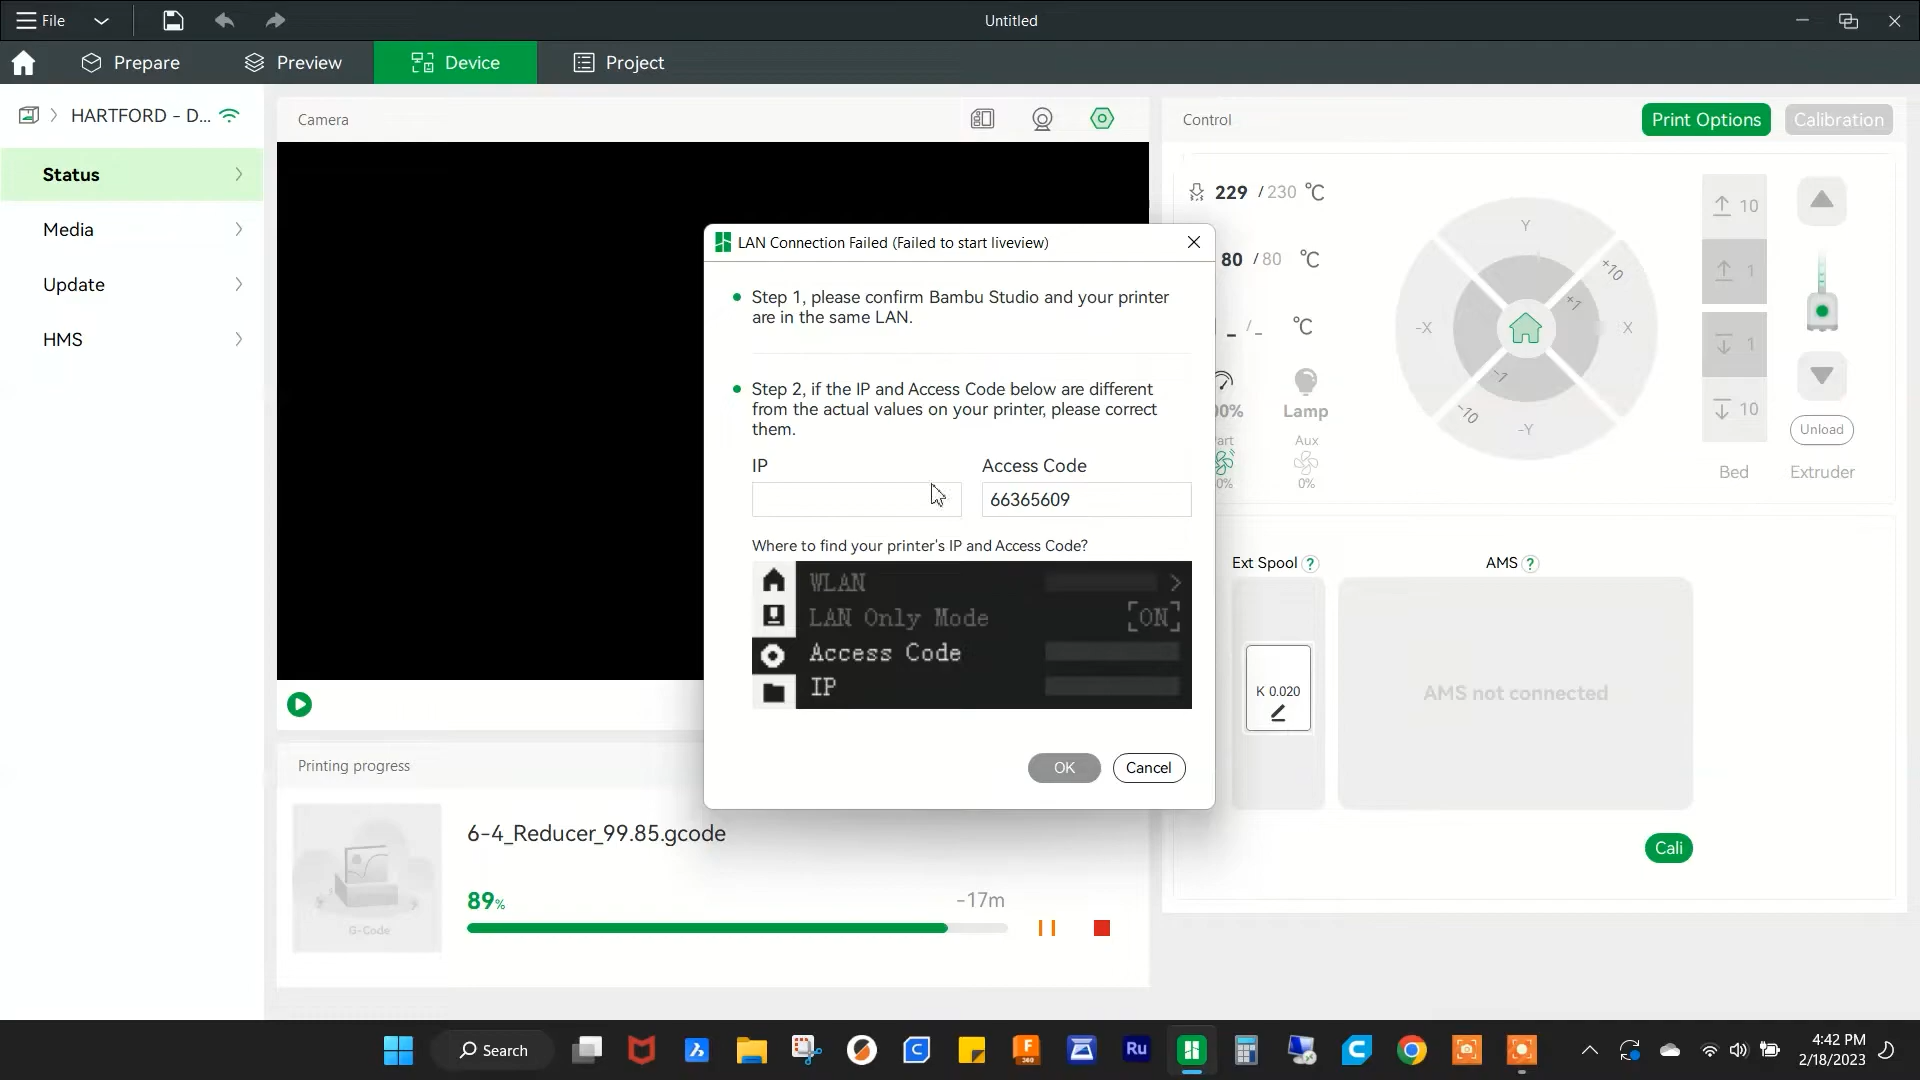 File
Untitled
Prepare
Preview
Device
Project
HARTFORD - D...
Status
Media
Update
HMS
Camera
Control
Print Options
Calibration
229 /230 °C
80 /80 °C
_ /_ °C
Lamp
Aux
0%
Y
+10
+1
-X
X
-1
-10
-Y
10
1
1
10
Bed
Unload
Extruder
LAN Connection Failed (Failed to start liveview)
Step 1, please confirm Bambu Studio and your printer
are in the same LAN.
Step 2, if the IP and Access Code below are different
from the actual values on your printer, please correct
them.
IP
Access Code
66365609
Where to find your printer's IP and Access Code?
WLAN
LAN Only Mode [ON]
Access Code
IP
OK
Cancel
Ext Spool ?
AMS ?
K 0.020
AMS not connected
Cali
Printing progress
G-Code
6-4_Reducer_99.85.gcode
89%
-17m
Search
F
360
Ru
4:42 PM
2/18/2023